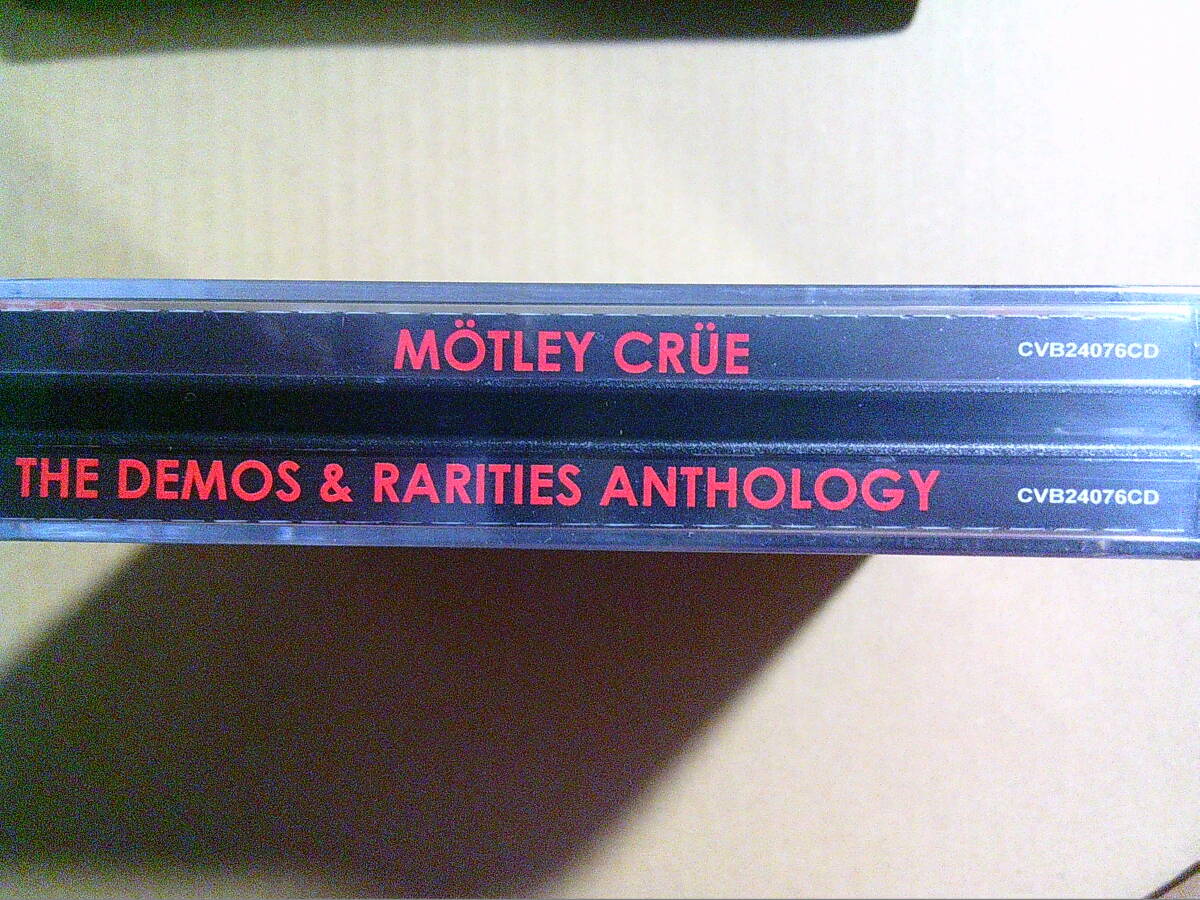 MÖTLEY CRÜE CVB24076CD
THE DEMOS & RARITIES ANTHOLOGY CVB24076CD